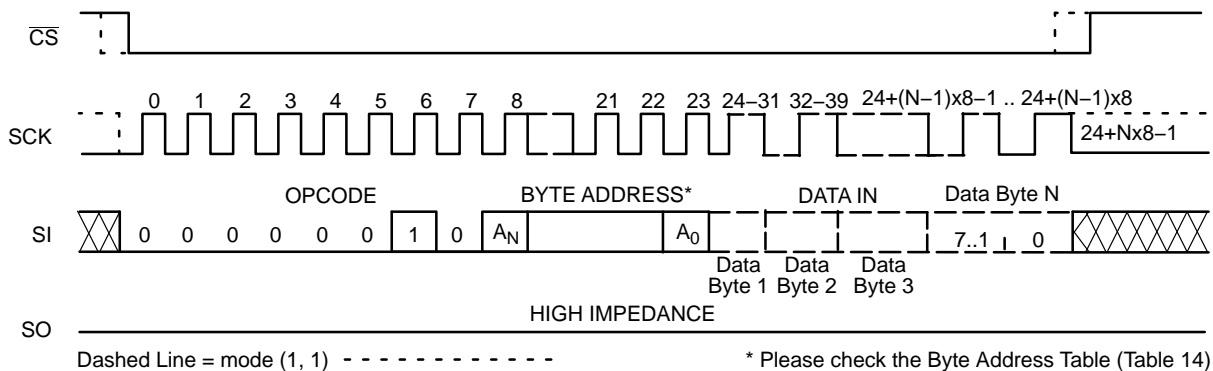 CS
0 1 2 3 4 5 6 7 8 21 22 23 24–31 32–39 24+(N–1)x8–1 .. 24+(N–1)x8
SCK
24+Nx8–1
OPCODE BYTE ADDRESS* DATA IN Data Byte N
SI
0 0 0 0 0 0 1 0 AN A0 7..1 0
Data Byte 1
Data Byte 2
Data Byte 3
HIGH IMPEDANCE
SO
Dashed Line = mode (1, 1) * Please check the Byte Address Table (Table 14)